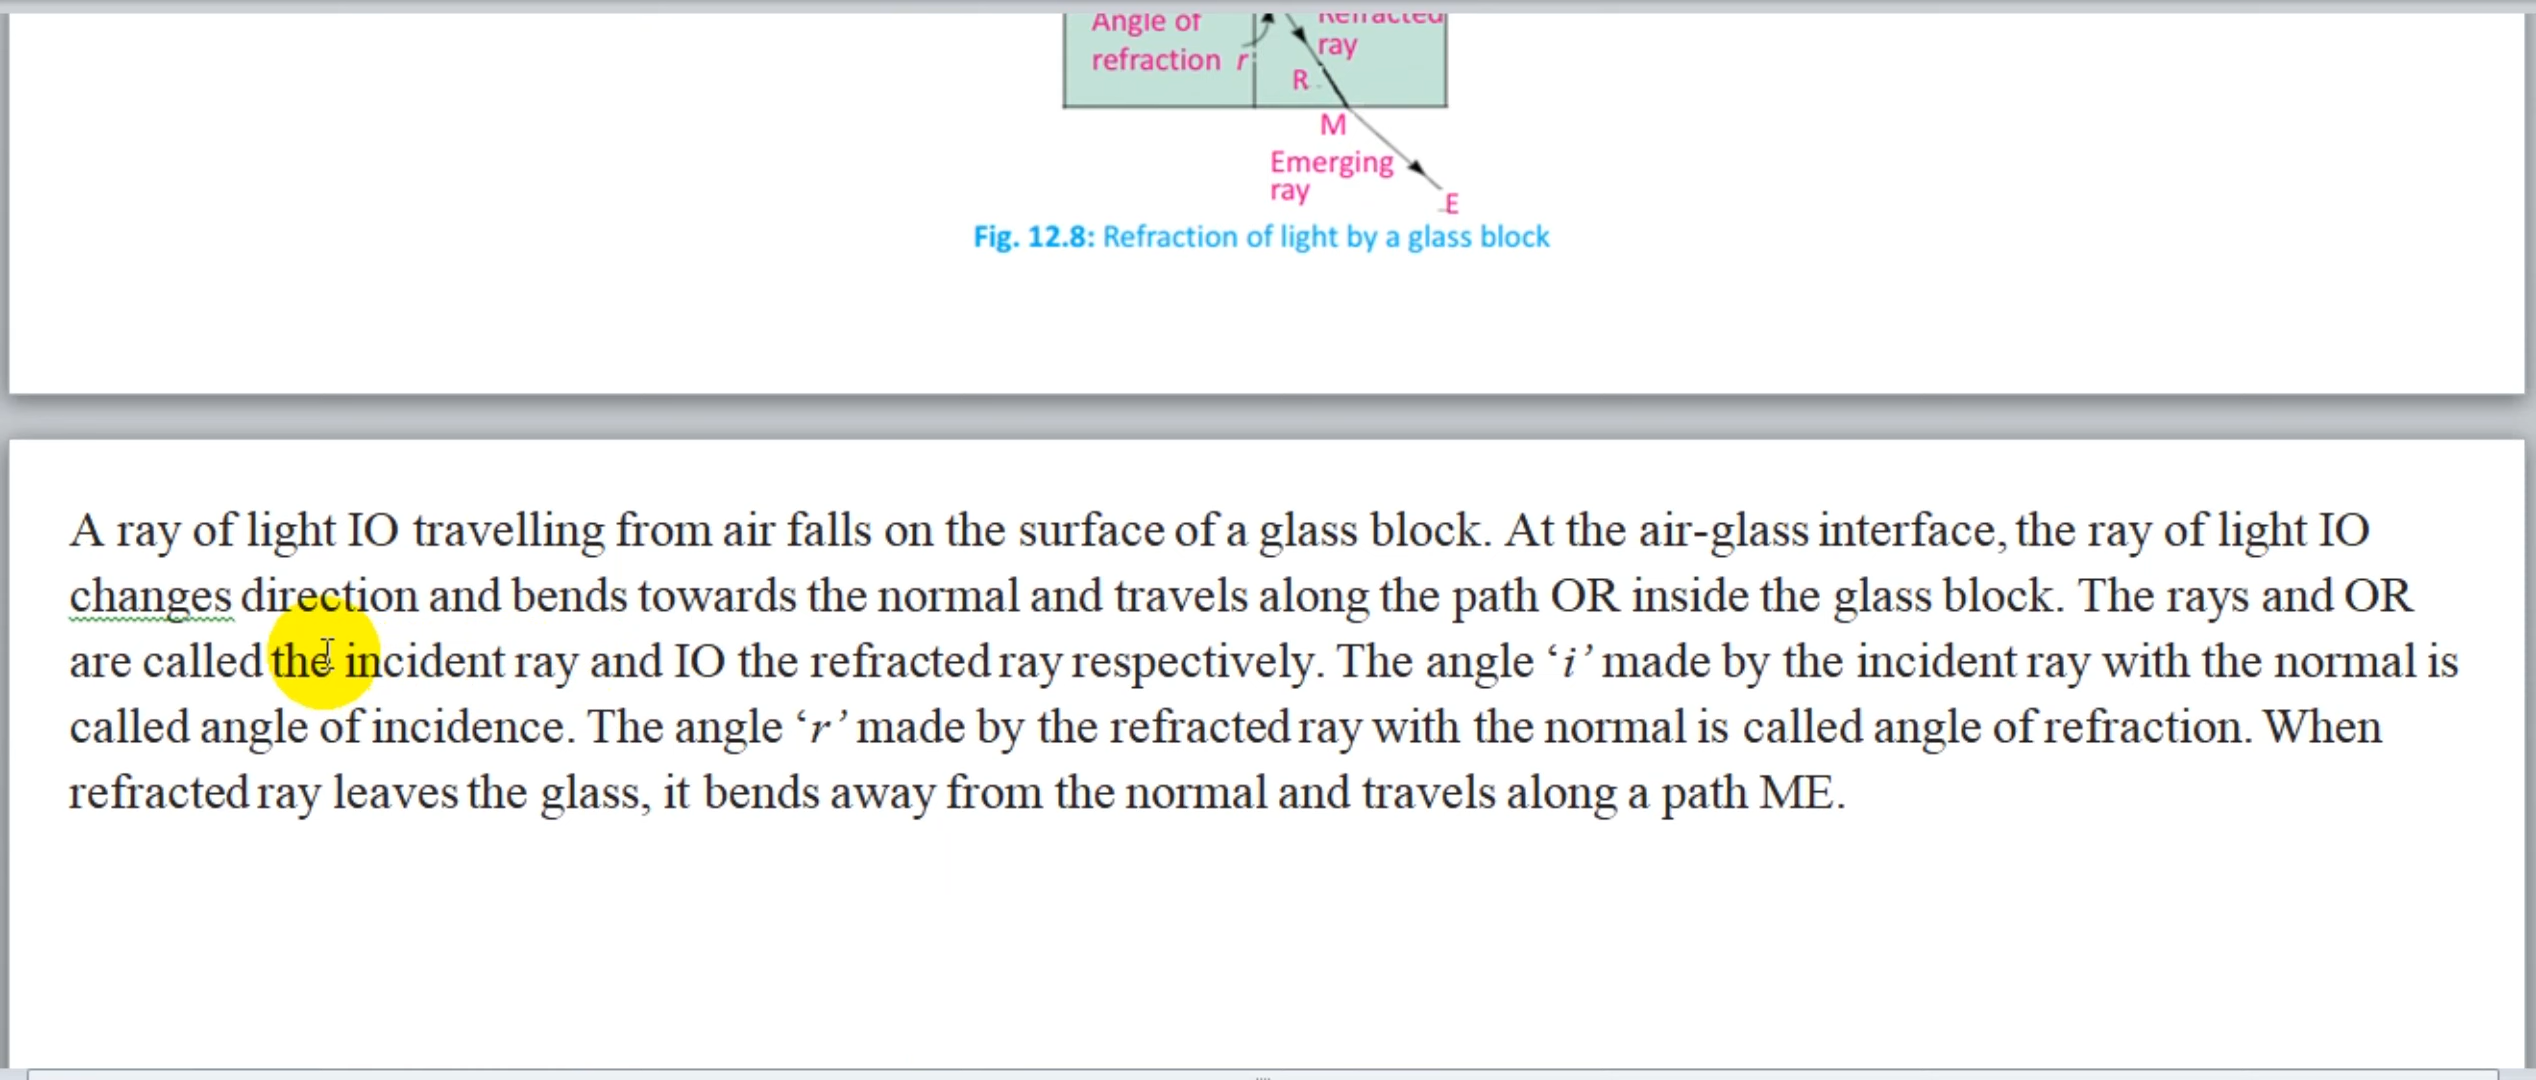 Angle of
Refracted
refraction r
ray
R
M
Emerging
ray
E
Fig. 12.8: Refraction of light by a glass block
A ray of light IO travelling from air falls on the surface of a glass block. At the air-glass interface, the ray of light IO
changes direction and bends towards the normal and travels along the path OR inside the glass block. The rays and OR
are called the incident ray and IO the refracted ray respectively. The angle ‘i’ made by the incident ray with the normal is
called angle of incidence. The angle ‘r’ made by the refracted ray with the normal is called angle of refraction. When
refracted ray leaves the glass, it bends away from the normal and travels along a path ME.